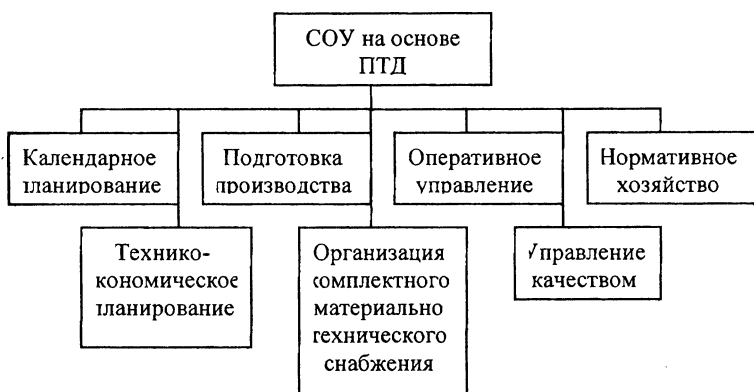 СОУ на основе
ПТД
Календарное
планирование
Подготовка
производства
Оперативное
управление
Нормативное
хозяйство
Технико-
экономическое
планирование
Организация
комплектного
материально
технического
снабжения
Управление
качеством